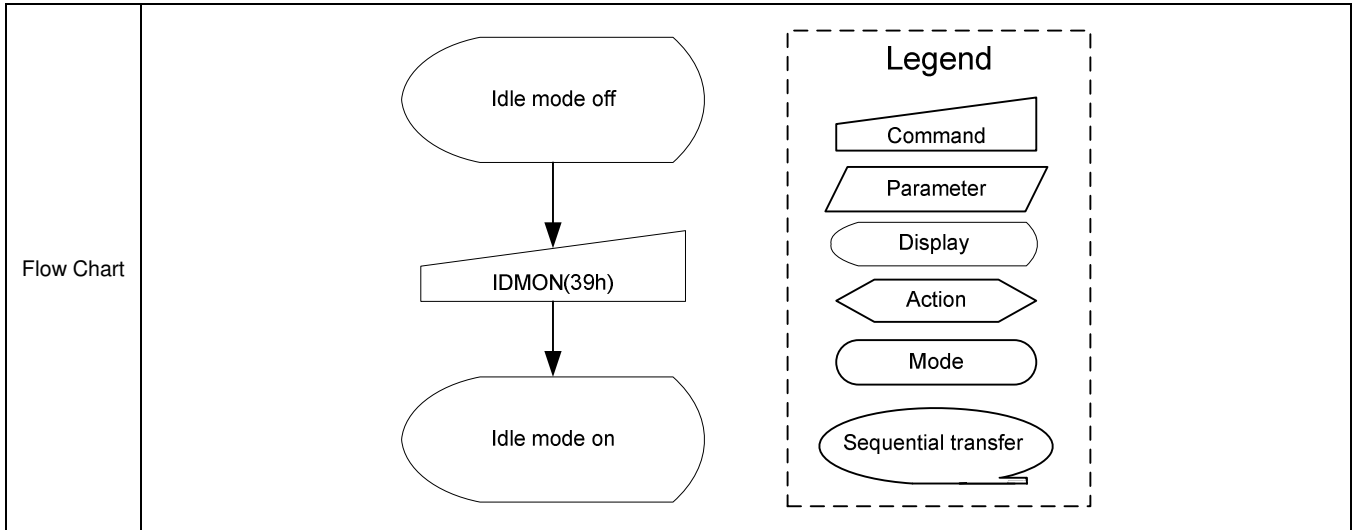 Flow Chart
Idle mode off
IDMON(39h)
Idle mode on
Legend
Command
Parameter
Display
Action
Mode
Sequential transfer